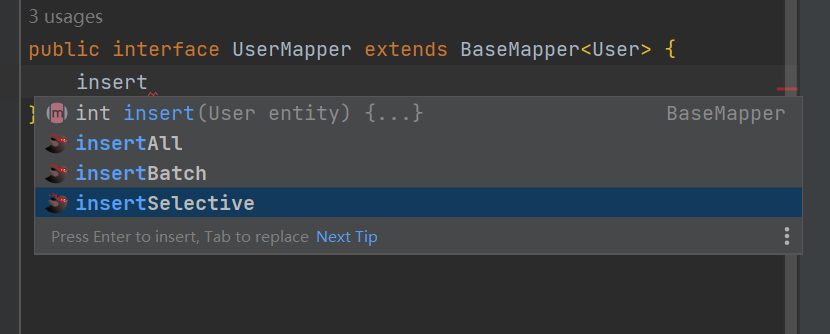 3 usages
public interface UserMapper extends BaseMapper<User> {
insert
} int insert(User entity) {...} BaseMapper
insertAll
insertBatch
insertSelective
Press Enter to insert, Tab to replace Next Tip